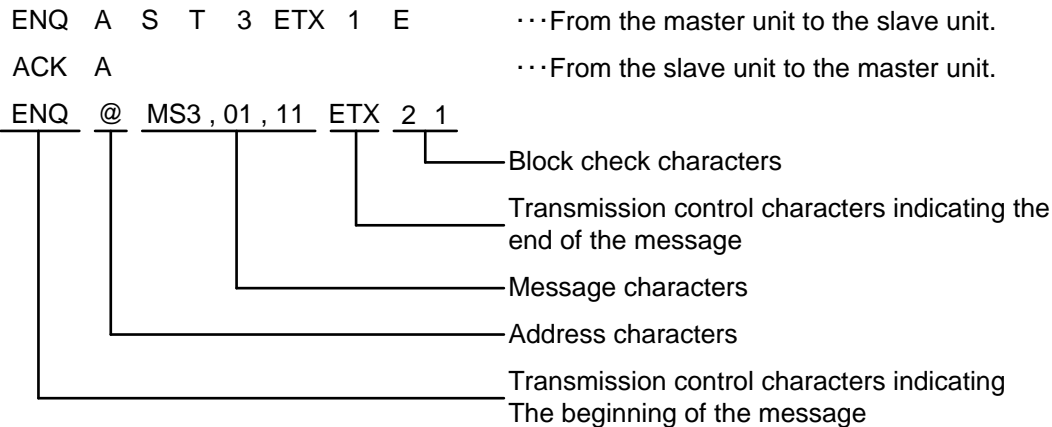 ENQ A S T 3 ETX 1 E ···From the master unit to the slave unit.
ACK A ···From the slave unit to the master unit.
ENQ @ MS3 , 01 , 11 ETX 2 1
Block check characters
Transmission control characters indicating the
end of the message
Message characters
Address characters
Transmission control characters indicating
The beginning of the message